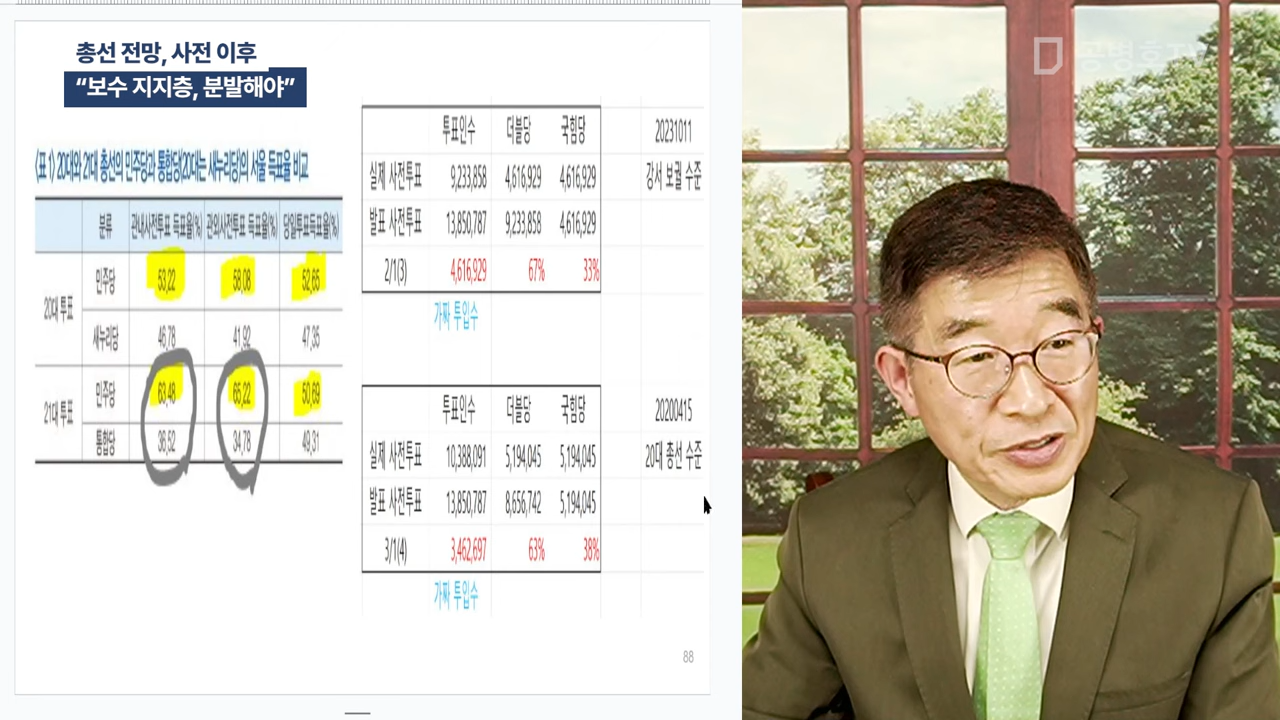 총선 전망, 사전 이후
“보수 지지층, 분발해야”
〈표 1〉 20대와 21대 총선의 민주당과 통합당(20대는 새누리당)의 서울 득표율 비교
분류 관내사전투표 득표율(%) 관외사전투표 득표율(%) 당일투표득표율(%)
20대 투표 민주당 53.22 58.08 52.65
새누리당 46.78 41.92 47.35
21대 투표 민주당 63.48 65.22 50.69
통합당 36.52 34.78 49.31
투표인수 더블당 국힘당 20231011
실제 사전투표 9,233,858 4,616,929 4,616,929 강서 보궐 수준
발표 사전투표 13,850,787 9,233,858 4,616,929
2/1(3) 4,616,929 67% 33%
가짜 투입수
투표인수 더블당 국힘당 20200415
실제 사전투표 10,388,091 5,194,045 5,194,045 20대 총선 수준
발표 사전투표 13,850,787 8,656,742 5,194,045
3/1(4) 3,462,697 63% 38%
가짜 투입수
88
공병호TV